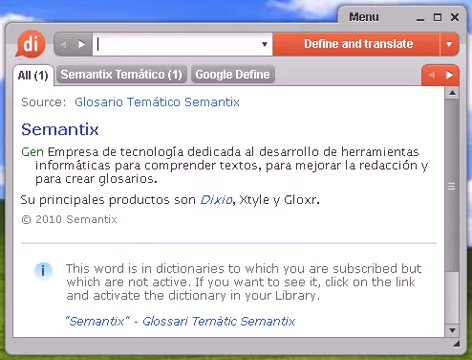 Menu
di
Define and translate
All (1) Semantix Temático (1) Google Define
Source: Glosario Temático Semantix
Semantix
Gen Empresa de tecnología dedicada al desarrollo de herramientas
informáticas para comprender textos, para mejorar la redacción y
para crear glosarios.
Su principales productos son Dixio, Xtyle y Gloxr.
© 2010 Semantix
i
This word is in dictionaries to which you are subscribed but
which are not active. If you want to see it, click on the link
and activate the dictionary in your Library.
"Semantix" - Glossari Temàtic Semantix